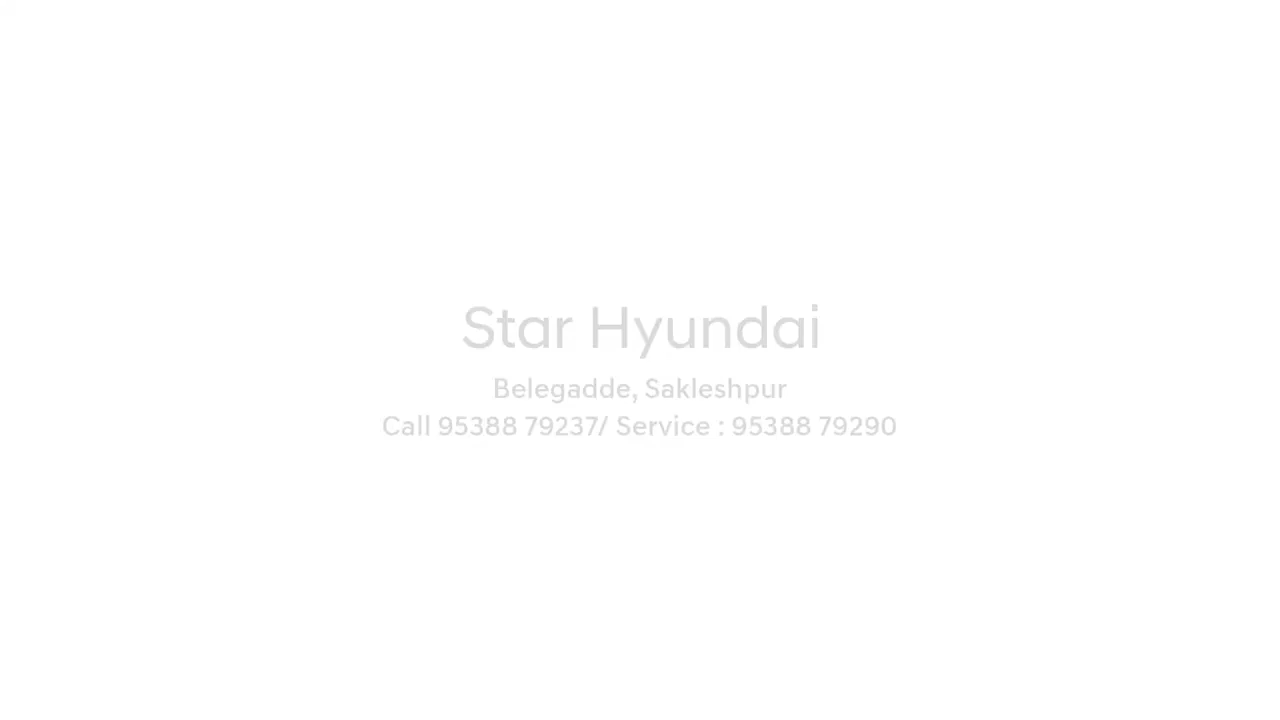 Star Hyundai
Belegadde, Sakleshpur
Call 95388 79237/ Service : 95388 79290